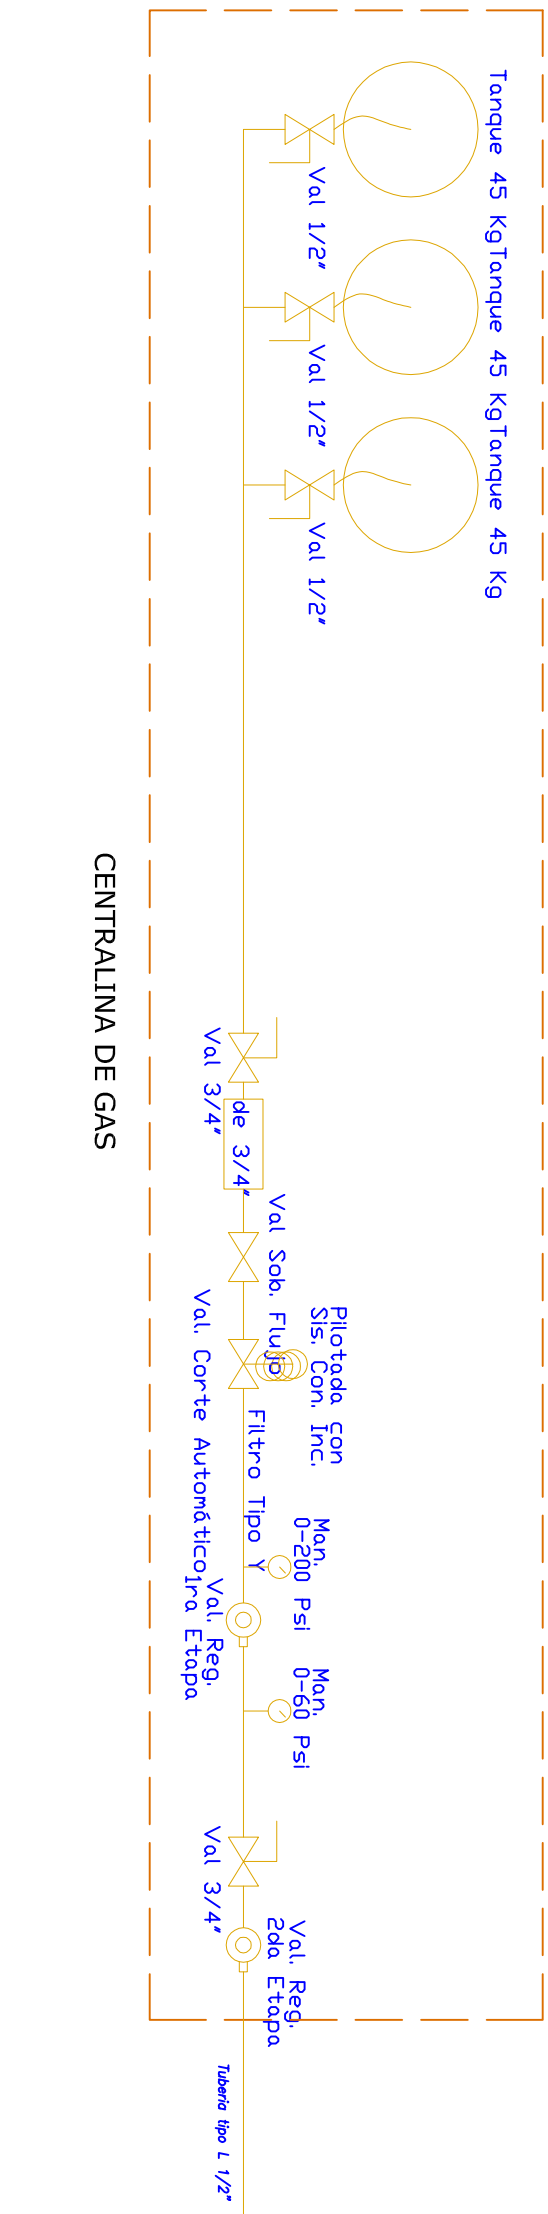 Tanque 45 Kg
Tanque 45 Kg
Tanque 45 Kg
Val 1/2"
Val 1/2"
Val 1/2"
CENTRALINA DE GAS
Val 3/4"
de 3/4"
Val Sob. Flujo
Pilotada con
Sis. Con. Inc.
Val. Corte Automático
Filtro Tipo Y
Man.
0-200 Psi
Val. Reg.
1ra Etapa
Man.
0-60 Psi
Val 3/4"
Val. Reg.
2da Etapa
Tuberia tipo L 1/2"